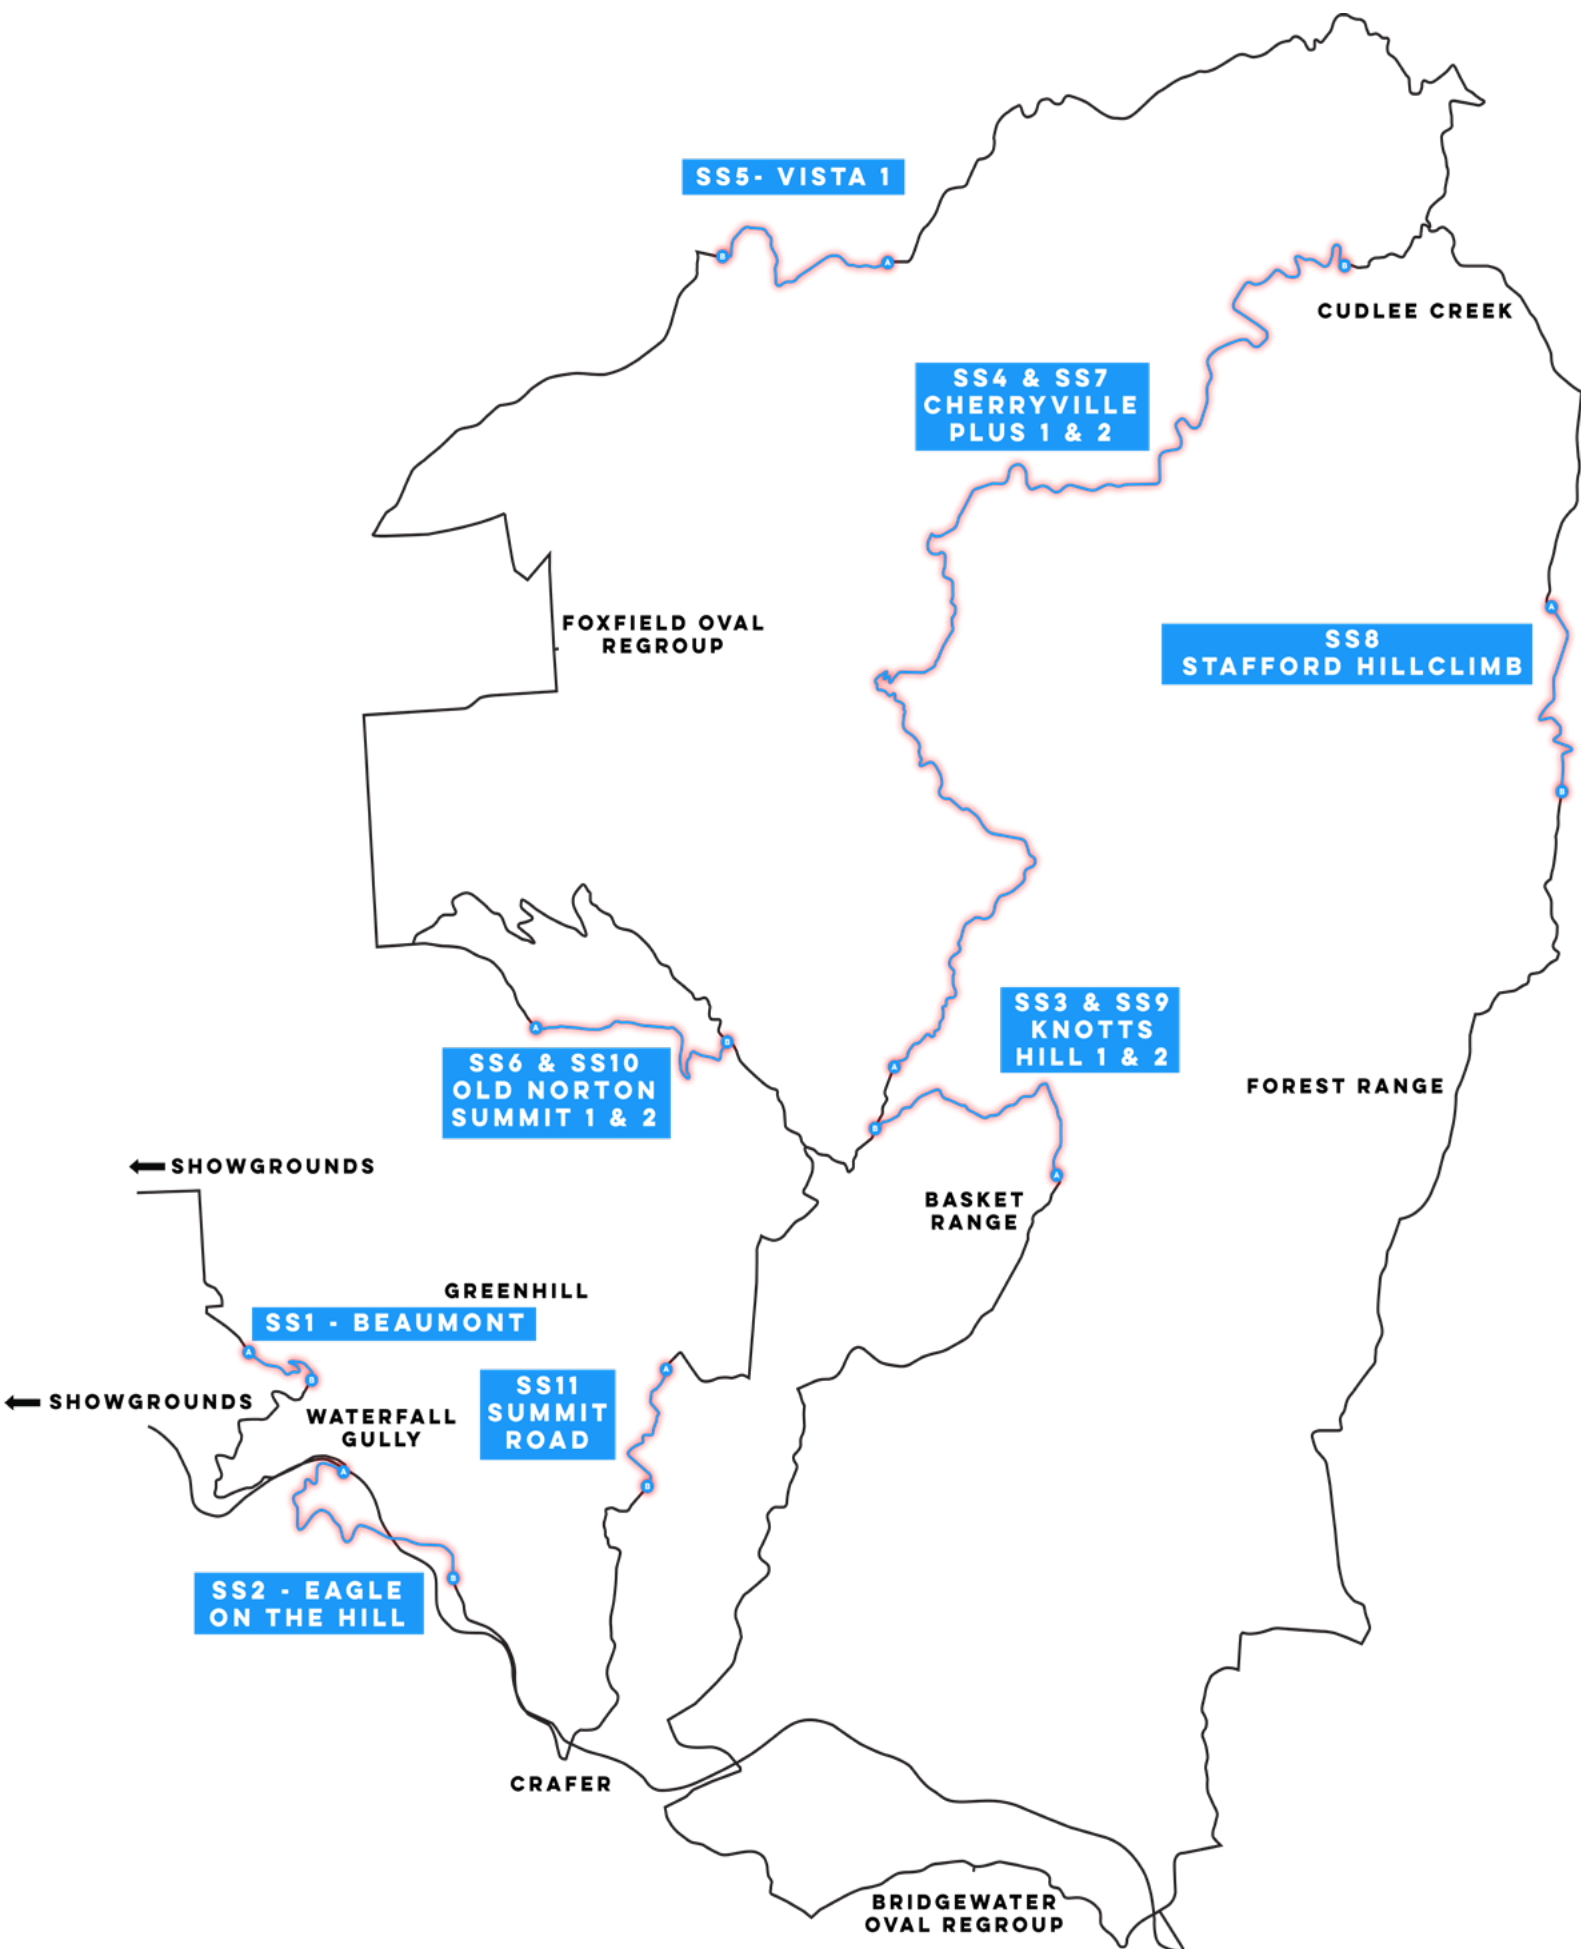 SS5- VISTA 1
CUDLEE CREEK
SS4 & SS7
CHERRYVILLE
PLUS 1 & 2
FOXFIELD OVAL
REGROUP
SS8
STAFFORD HILLCLIMB
SS3 & SS9
KNOTTS
HILL 1 & 2
SS6 & SS10
OLD NORTON
SUMMIT 1 & 2
FOREST RANGE
SHOWGROUNDS
BASKET
RANGE
GREENHILL
SS1 - BEAUMONT
SS11
SUMMIT
ROAD
SHOWGROUNDS
WATERFALL
GULLY
SS2 - EAGLE
ON THE HILL
CRAFER
BRIDGEWATER
OVAL REGROUP
B
A
B
A
B
A
B
A
B
A
A
B
A
B
A
B